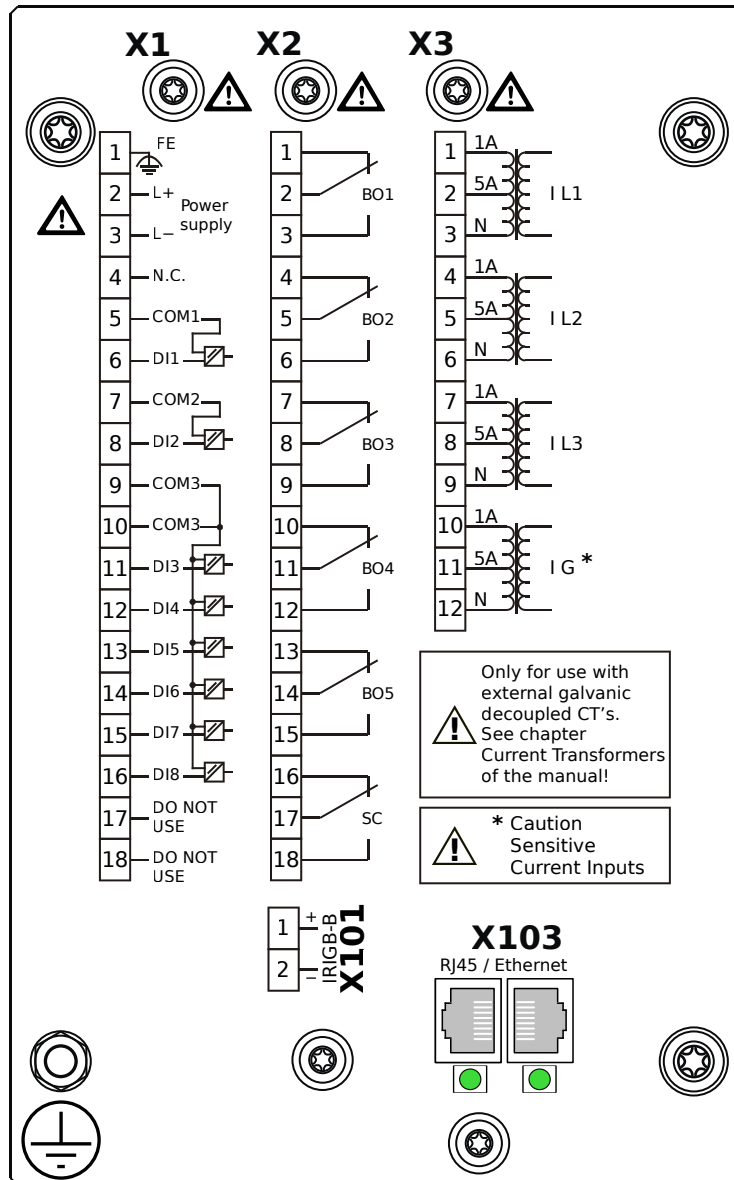 X1 X2 X3
1 FE
2 L+
Power
supply
3 L−
4 N.C.
5 COM1
6 DI1
7 COM2
8 DI2
9 COM3
10 COM3
11 DI3
12 DI4
13 DI5
14 DI6
15 DI7
16 DI8
17 DO NOT
USE
18 DO NOT
USE
1
2 BO1
3
4
5 BO2
6
7
8 BO3
9
10
11 BO4
12
13
14 BO5
15
16
17 SC
18
1 1A
2 5A I L1
3 N
4 1A
5 5A I L2
6 N
7 1A
8 5A I L3
9 N
10 1A
11 5A I G *
12 N
Only for use with
external galvanic
decoupled CT's.
See chapter
Current Transformers
of the manual!
* Caution
Sensitive
Current Inputs
1 +
2 −
IRIGB-B
X101
X103
RJ45 / Ethernet